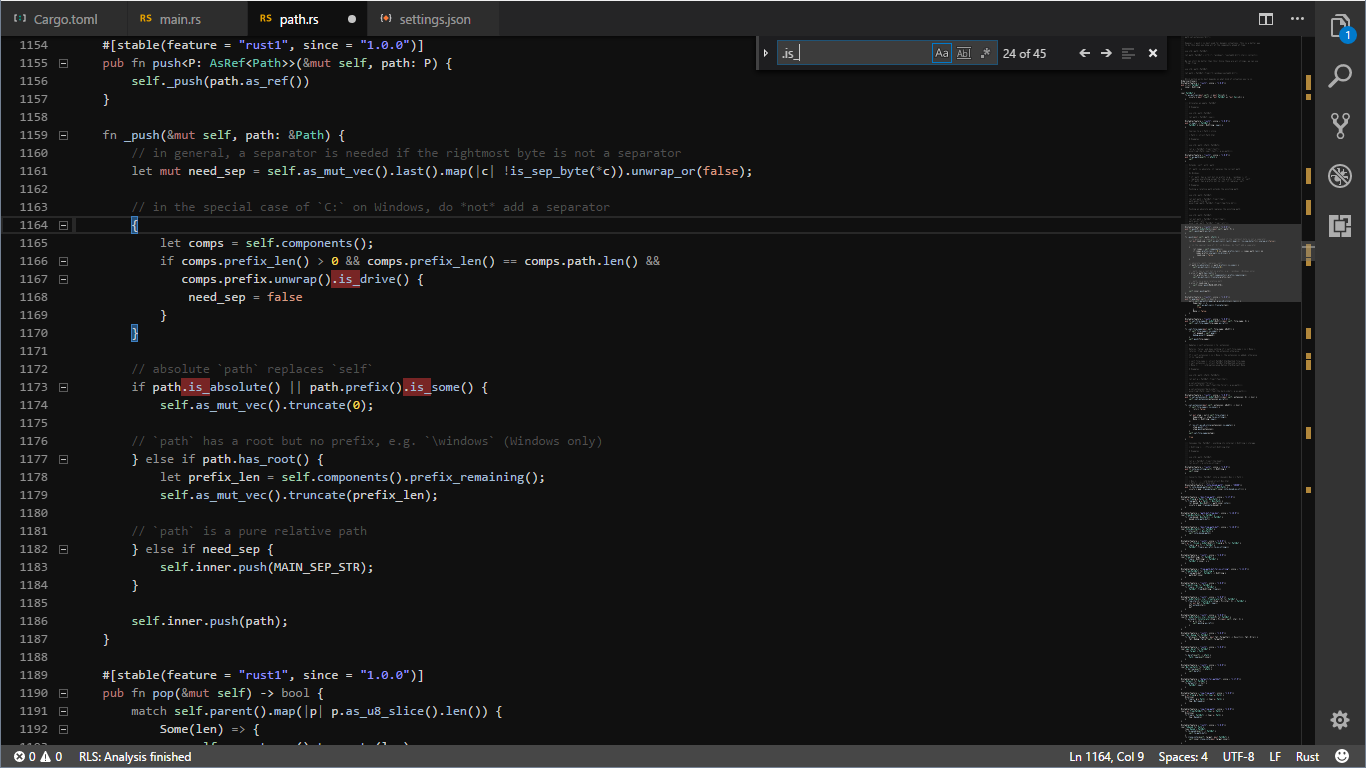 Cargo.toml
RS main.rs
RS path.rs
settings.json
.is_
Aa Abl .* 24 of 45
1
1154 #[stable(feature = "rust1", since = "1.0.0")]
1155 pub fn push<P: AsRef<Path>>(&mut self, path: P) {
1156 self._push(path.as_ref())
1157 }
1158
1159 fn _push(&mut self, path: &Path) {
1160 // in general, a separator is needed if the rightmost byte is not a separator
1161 let mut need_sep = self.as_mut_vec().last().map(|c| !is_sep_byte(*c)).unwrap_or(false);
1162
1163 // in the special case of `C:` on Windows, do *not* add a separator
1164 {
1165 let comps = self.components();
1166 if comps.prefix_len() > 0 && comps.prefix_len() == comps.path.len() &&
1167 comps.prefix.unwrap().is_drive() {
1168 need_sep = false
1169 }
1170 }
1171
1172 // absolute `path` replaces `self`
1173 if path.is_absolute() || path.prefix().is_some() {
1174 self.as_mut_vec().truncate(0);
1175
1176 // `path` has a root but no prefix, e.g. `\windows` (Windows only)
1177 } else if path.has_root() {
1178 let prefix_len = self.components().prefix_remaining();
1179 self.as_mut_vec().truncate(prefix_len);
1180
1181 // `path` is a pure relative path
1182 } else if need_sep {
1183 self.inner.push(MAIN_SEP_STR);
1184 }
1185
1186 self.inner.push(path);
1187 }
1188
1189 #[stable(feature = "rust1", since = "1.0.0")]
1190 pub fn pop(&mut self) -> bool {
1191 match self.parent().map(|p| p.as_u8_slice().len()) {
1192 Some(len) => {
0 0 RLS: Analysis finished
Ln 1164, Col 9 Spaces: 4 UTF-8 LF Rust